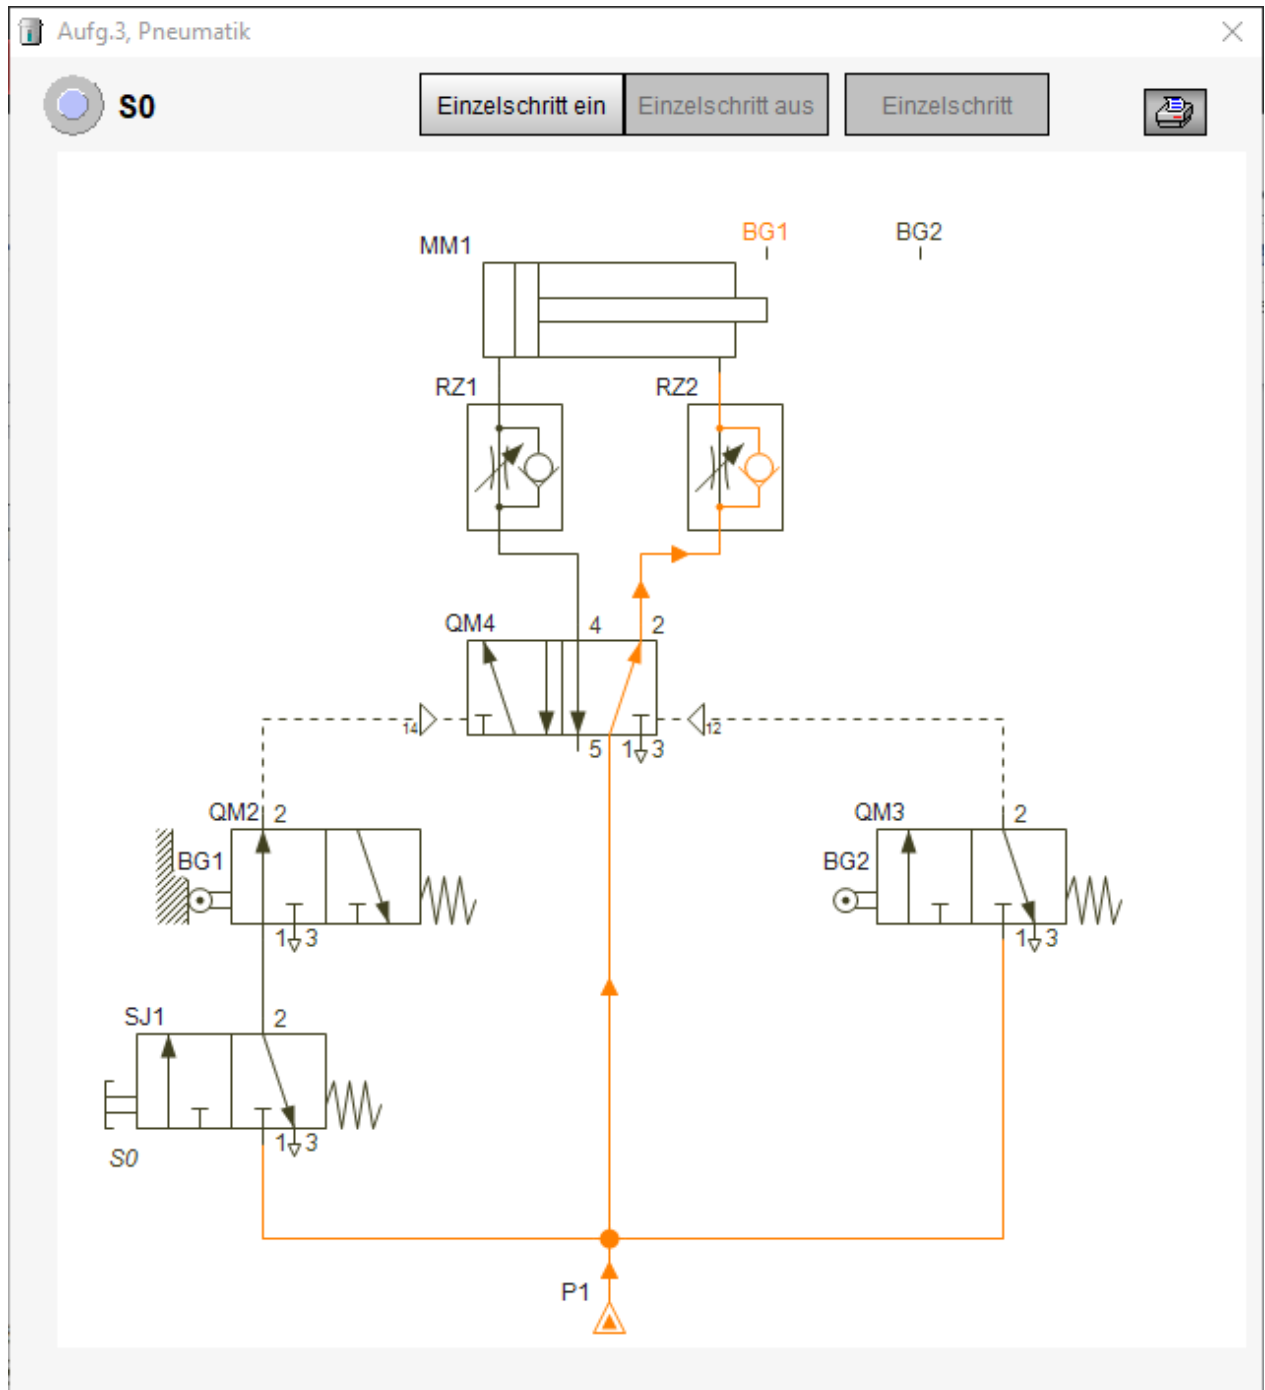 Aufg.3, Pneumatik
S0 Einzelschritt ein Einzelschritt aus Einzelschritt
BG1 BG2
MM1
RZ1 RZ2
QM4 4 2
14 12
5 1 3
QM2 2 QM3 2
BG1 BG2
1 3 1 3
SJ1 2
1 3
S0
P1